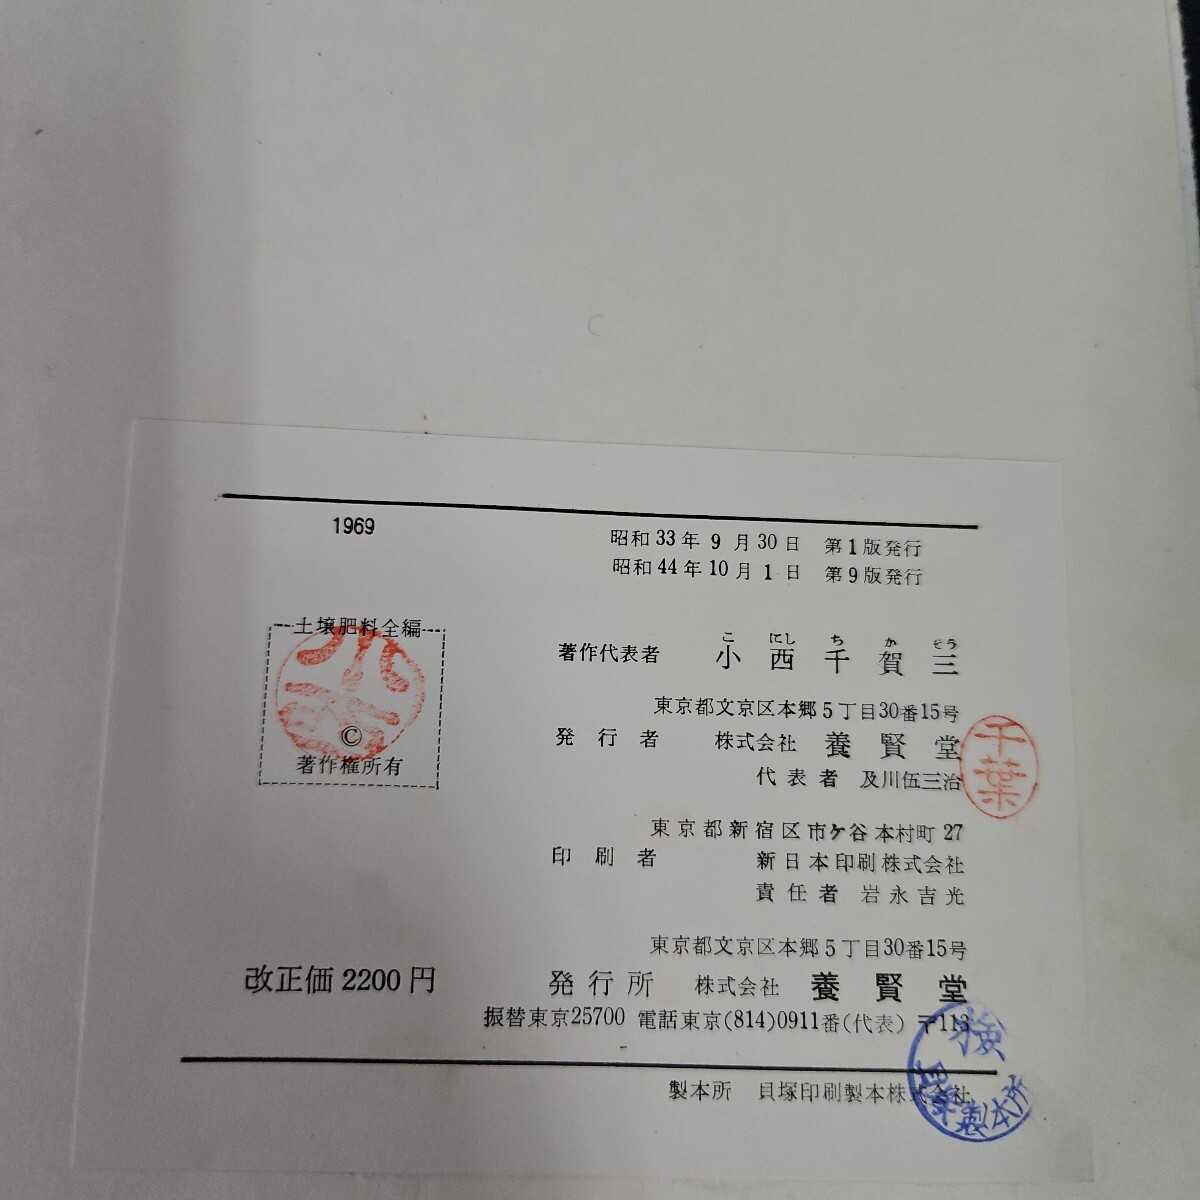 1969
昭和33年9月30日 第1版発行
昭和44年10月1日 第9版発行
土壌肥料全編
©
著作権所有
こ にし ち か ぞう
著作代表者 小西千賀三
東京都文京区本郷5丁目30番15号
発行者 株式会社 養賢堂
代表者 及川伍三治
千葉
東京都新宿区市ケ谷本村町27
印刷者 新日本印刷株式会社
責任者 岩永吉光
東京都文京区本郷5丁目30番15号
改正価2200円
発行所 株式会社 養賢堂
振替東京25700 電話東京(814)0911番(代表) 〒113
製本所 貝塚印刷製本株式会社
検
製本所